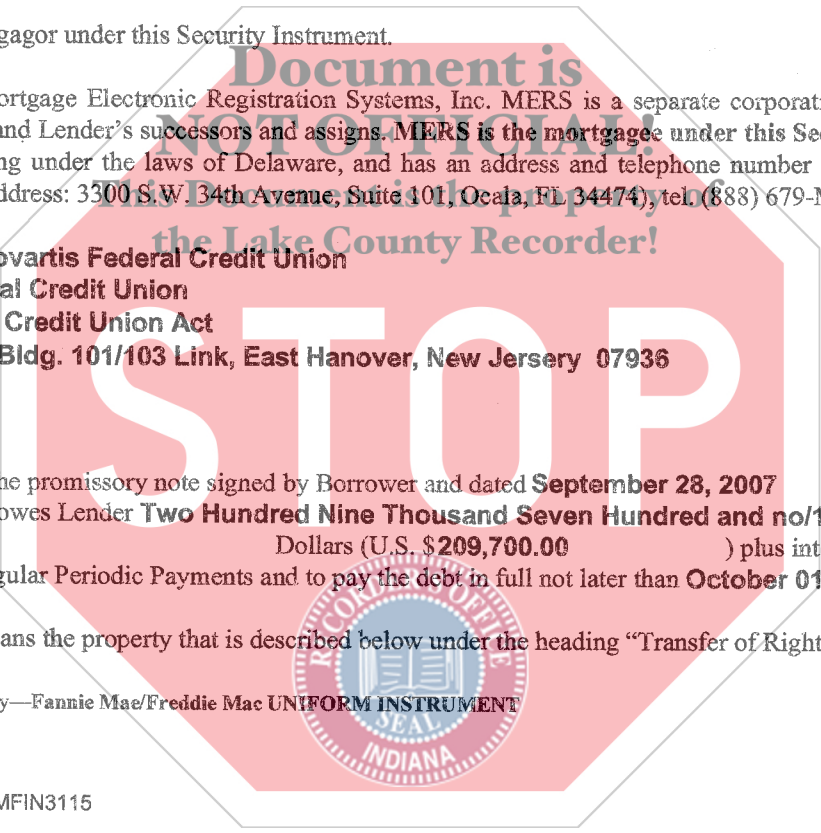 gagor under this Security Instrument.
Document is
ortgage Electronic Registration Systems, Inc. MERS is a separate corporati
and Lender's successors and assigns. MERS is the mortgagee under this Sec
NOT OFFICIAL!
ng under the laws of Delaware, and has an address and telephone number
ddress: 3300 S.W. 34th Avenue, Suite 101, Ocala, FL 34474), tel. (888) 679-M
This Document is the property of
the Lake County Recorder!
ovartis Federal Credit Union
al Credit Union
Credit Union Act
Bldg. 101/103 Link, East Hanover, New Jersery 07936
STOP
he promissory note signed by Borrower and dated September 28, 2007
owes Lender Two Hundred Nine Thousand Seven Hundred and no/1
Dollars (U.S. $209,700.00 ) plus int
gular Periodic Payments and to pay the debt in full not later than October 01
ans the property that is described below under the heading “Transfer of Right
RECORDER'S OFFICE
y—Fannie Mae/Freddie Mac UNIFORM INSTRUMENT
SEAL
INDIANA
MFIN3115